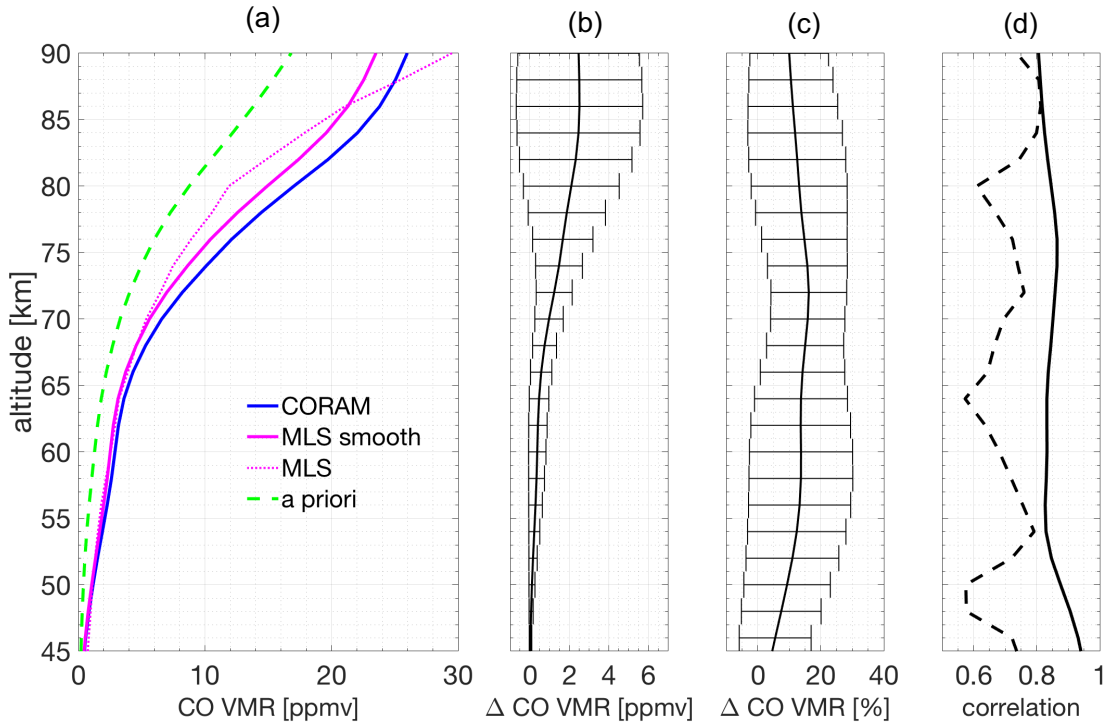 (a)
(b)
(c)
(d)
90
85
80
75
70
65
60
55
50
45
altitude [km]
CORAM
MLS smooth
MLS
a priori
0 10 20 30
CO VMR [ppmv]
0 2 4 6
Δ CO VMR [ppmv]
0 20 40
Δ CO VMR [%]
0.6 0.8 1
correlation